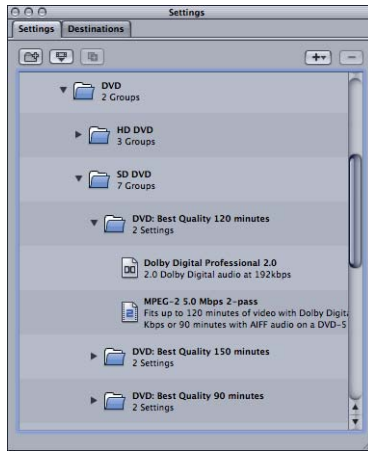 Settings
Settings Destinations
DVD
2 Groups
HD DVD
3 Groups
SD DVD
7 Groups
DVD: Best Quality 120 minutes
2 Settings
Dolby Digital Professional 2.0
2.0 Dolby Digital audio at 192kbps
MPEG-2 5.0 Mbps 2-pass
Fits up to 120 minutes of video with Dolby Digita
Kbps or 90 minutes with AIFF audio on a DVD-5
DVD: Best Quality 150 minutes
2 Settings
DVD: Best Quality 90 minutes
2 Settings